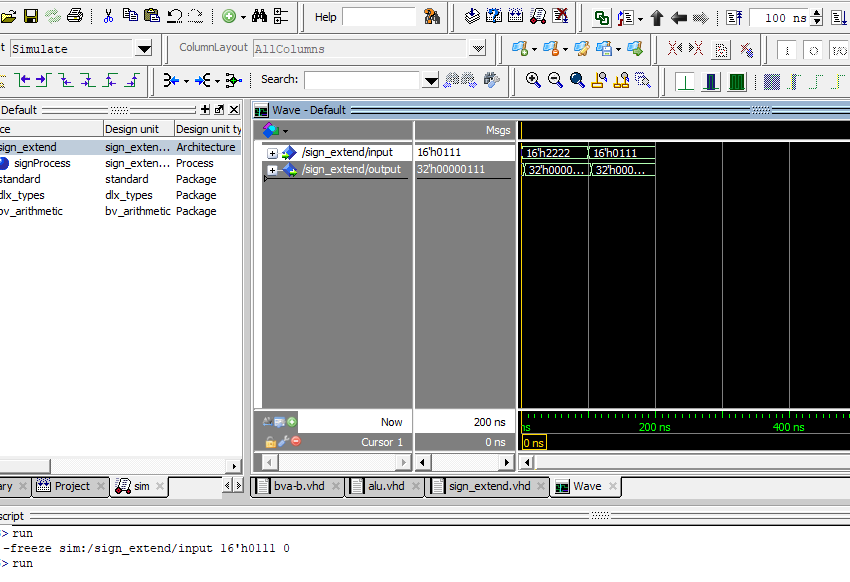 Help
100 ns
t Simulate
ColumnLayout AllColumns
Search:
Default
Wave - Default
ce Design unit Design unit ty
sign_extend sign_exten... Architecture
signProcess sign_exten... Process
standard standard Package
dlx_types dlx_types Package
bv_arithmetic bv_arithmetic Package
Msgs
/sign_extend/input 16'h0111 16'h2222 16'h0111
/sign_extend/output 32'h00000111 32'h0000... 32'h000...
Now 200 ns ns 200 ns 400 ns
Cursor 1 0 ns 0 ns
ary Project sim bva-b.vhd alu.vhd sign_extend.vhd Wave
script
> run
-freeze sim:/sign_extend/input 16'h0111 0
> run